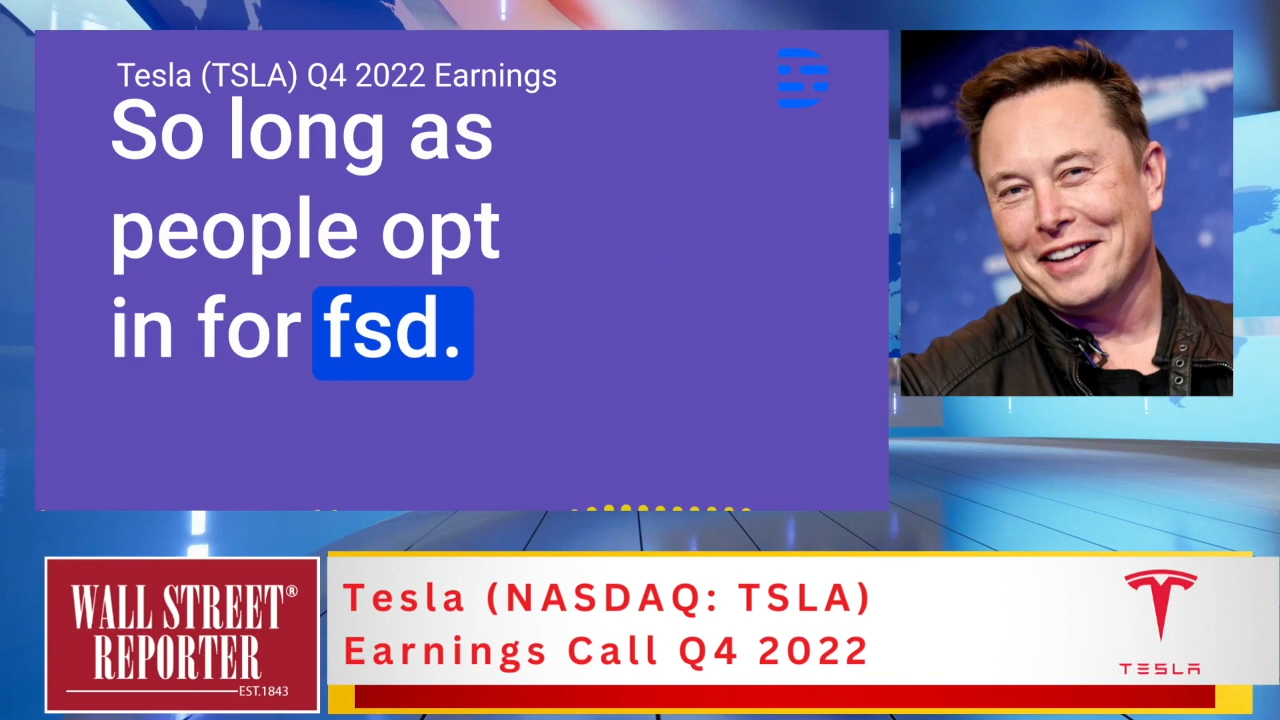 Tesla (TSLA) Q4 2022 Earnings
So long as
people opt
in for fsd.
WALL STREET®
REPORTER
EST.1843
Tesla (NASDAQ: TSLA)
Earnings Call Q4 2022
TESLA